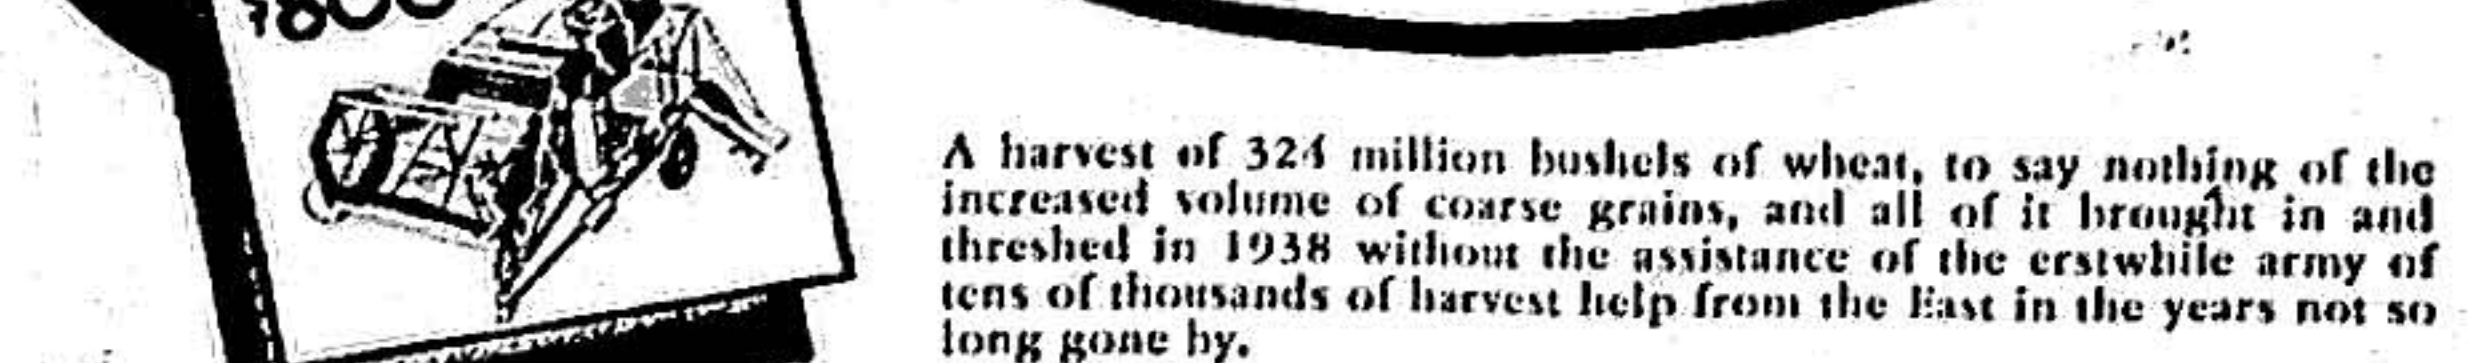 A harvest of 324 million bushels of wheat, to say nothing of the
increased volume of coarse grains, and all of it brought in and
threshed in 1938 without the assistance of the erstwhile army of
tens of thousands of harvest help from the East in the years not so
long gone by.